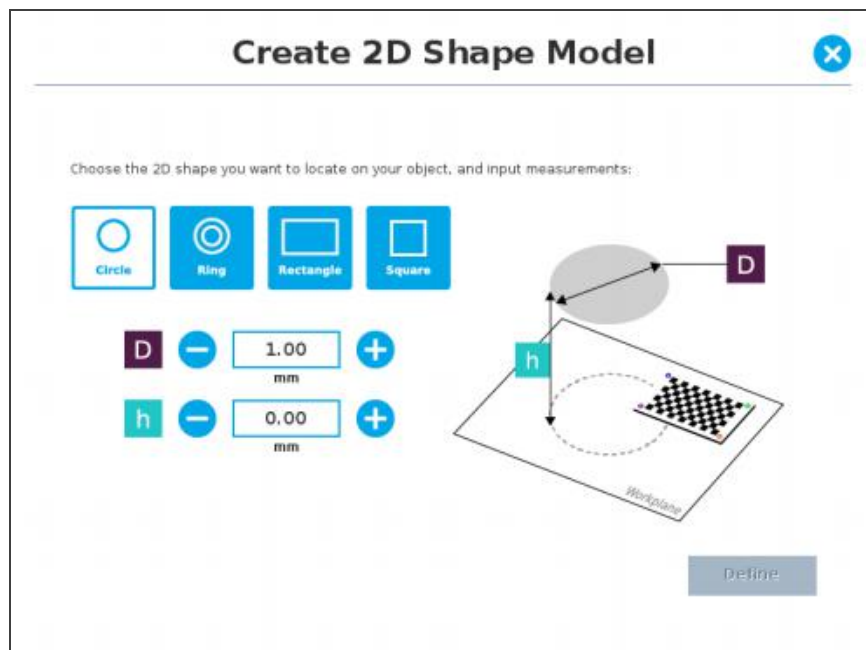 Create 2D Shape Model
Choose the 2D shape you want to locate on your object, and input measurements:
Circle
Ring
Rectangle
Square
D
1.00
mm
h
0.00
mm
D
h
Workplane
Define